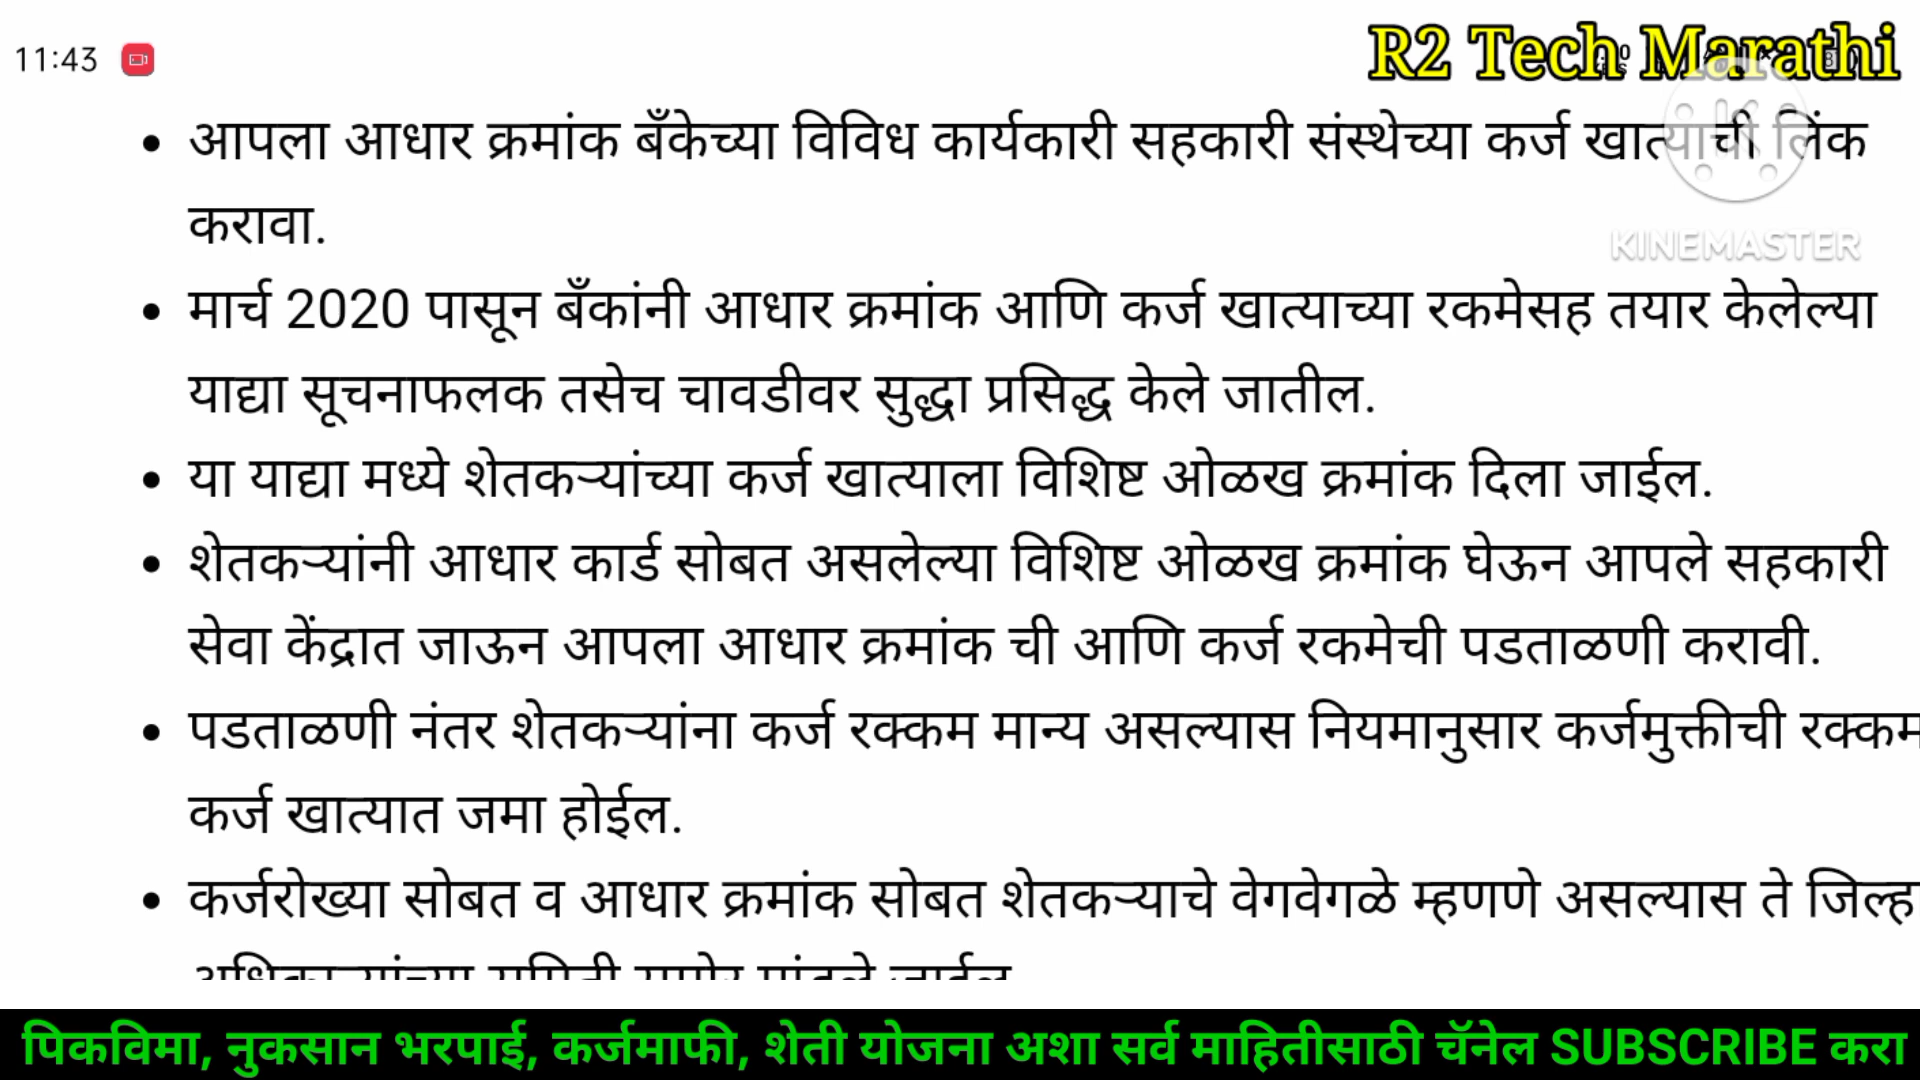 11:43
R2 Tech Marathi
• आपला आधार क्रमांक बँकेच्या विविध कार्यकारी सहकारी संस्थेच्या कर्ज खात्याची लिंक
करावा.
KINEMASTER
• मार्च 2020 पासून बँकांनी आधार क्रमांक आणि कर्ज खात्याच्या रकमेसह तयार केलेल्या
याद्या सूचनाफलक तसेच चावडीवर सुद्धा प्रसिद्ध केले जातील.
• या याद्या मध्ये शेतकऱ्यांच्या कर्ज खात्याला विशिष्ट ओळख क्रमांक दिला जाईल.
• शेतकऱ्यांनी आधार कार्ड सोबत असलेल्या विशिष्ट ओळख क्रमांक घेऊन आपले सहकारी
सेवा केंद्रात जाऊन आपला आधार क्रमांक ची आणि कर्ज रकमेची पडताळणी करावी.
• पडताळणी नंतर शेतकऱ्यांना कर्ज रक्कम मान्य असल्यास नियमानुसार कर्जमुक्तीची रक्कम
कर्ज खात्यात जमा होईल.
• कर्जरोख्या सोबत व आधार क्रमांक सोबत शेतकऱ्याचे वेगवेगळे म्हणणे असल्यास ते जिल्हा
पिकविमा, नुकसान भरपाई, कर्जमाफी, शेती योजना अशा सर्व माहितीसाठी चॅनेल SUBSCRIBE करा